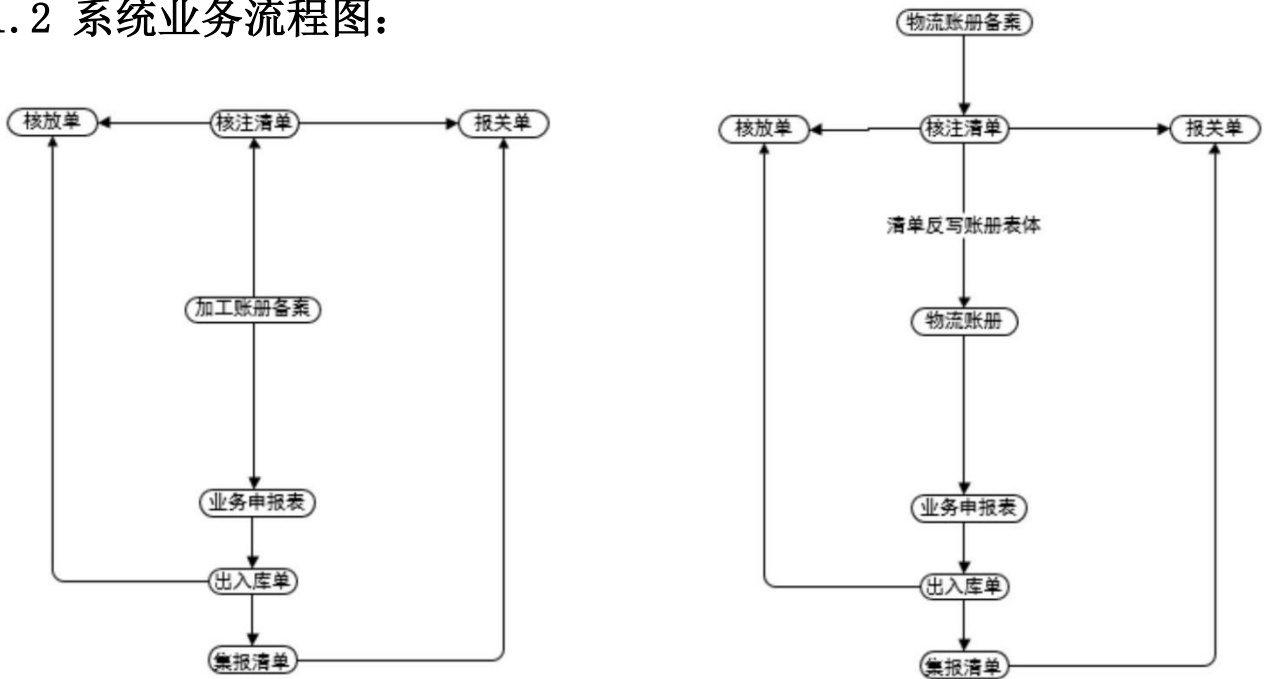 1.2 系统业务流程图：
核放单
核注清单
报关单
加工账册备案
业务申报表
出入库单
集报清单
物流账册备案
核放单
核注清单
报关单
清单反写账册表体
物流账册
业务申报表
出入库单
集报清单